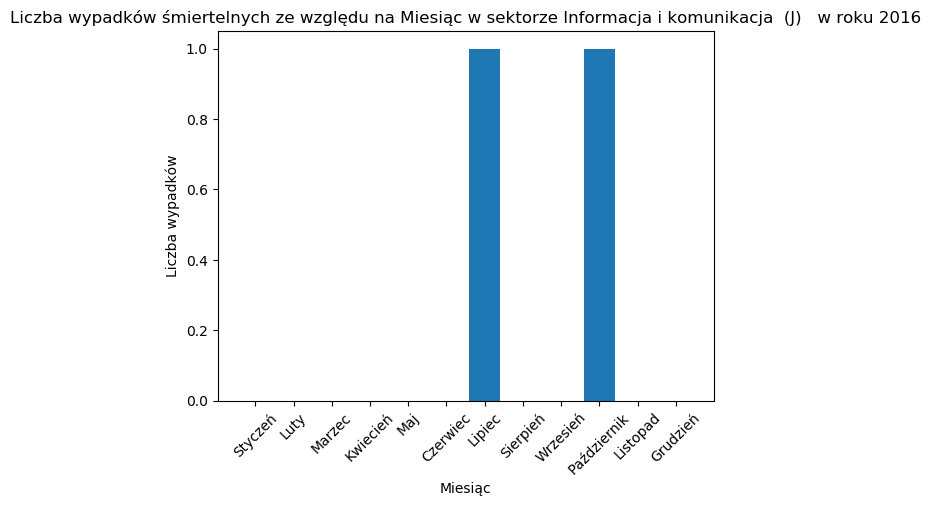 Liczba wypadków śmiertelnych ze względu na Miesiąc w sektorze Informacja i komunikacja  (J)   w roku 2016
Liczba wypadków
1.0
0.8
0.6
0.4
0.2
0.0
Styczeń
Luty
Marzec
Kwiecień
Maj
Czerwiec
Lipiec
Sierpień
Wrzesień
Październik
Listopad
Grudzień
Miesiąc